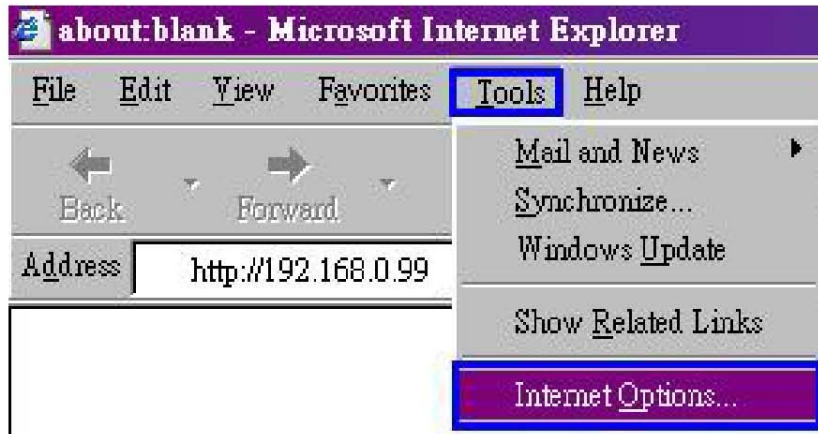 about:blank - Microsoft Internet Explorer
File Edit View Favorites Tools Help
Back Forward
Address http://192.168.0.99
Mail and News
Synchronize...
Windows Update
Show Related Links
Internet Options...